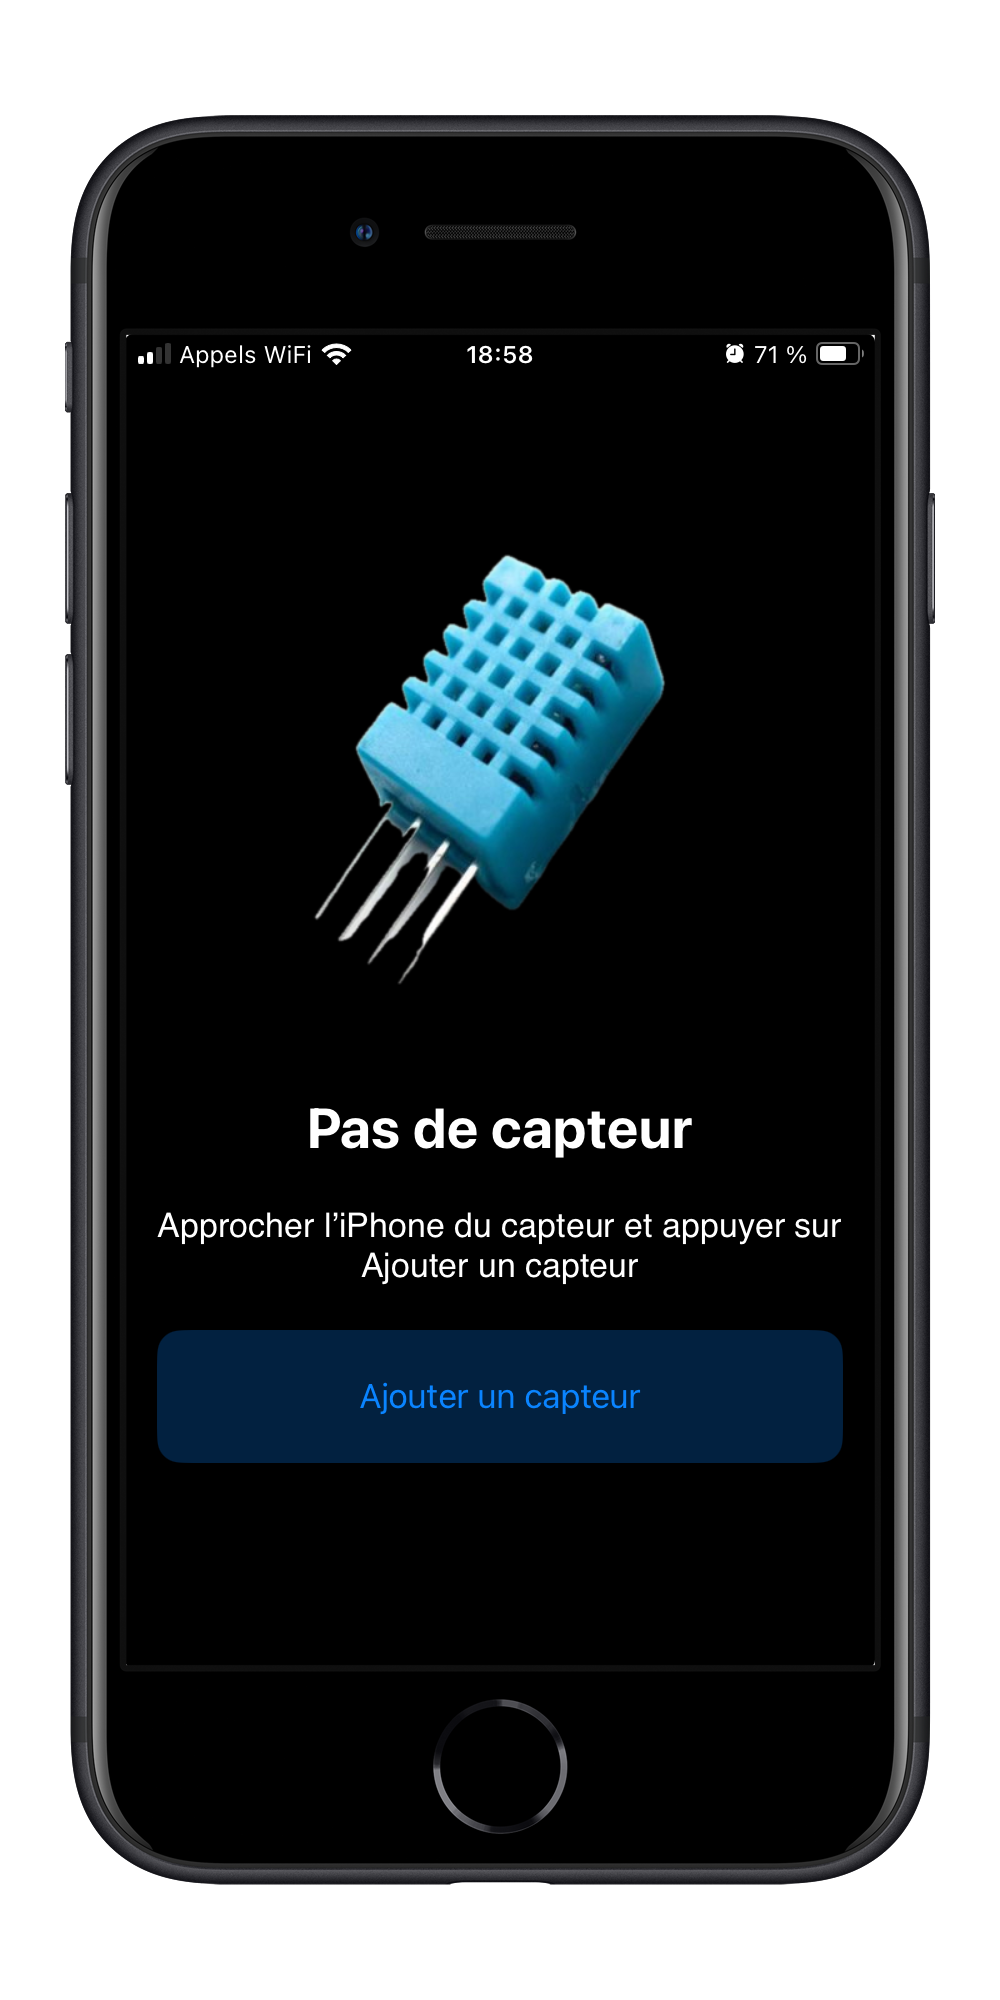 Appels WiFi 18:58 71 %
Pas de capteur
Approcher l’iPhone du capteur et appuyer sur
Ajouter un capteur
Ajouter un capteur